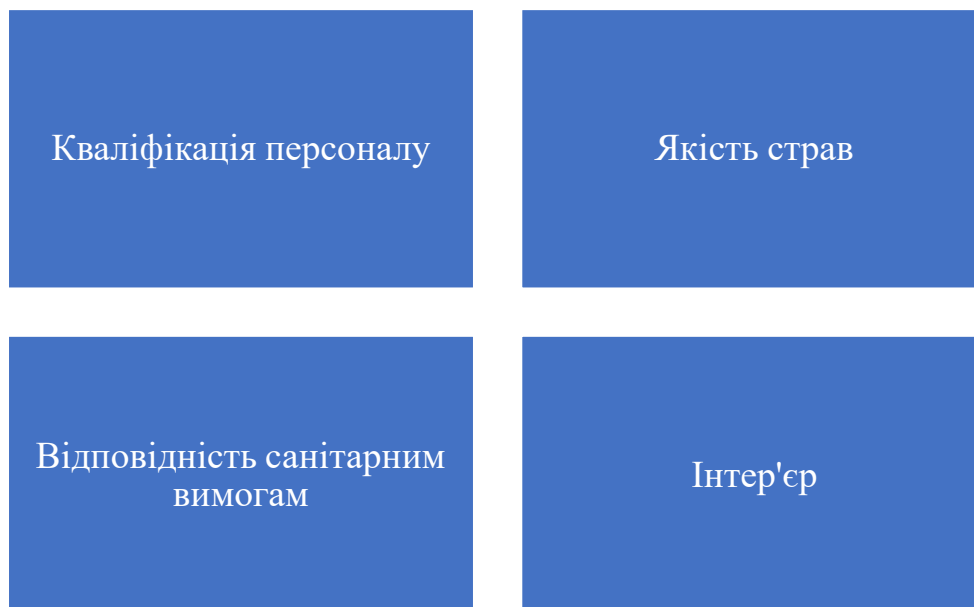 Кваліфікація персоналу
Якість страв
Відповідність санітарним
вимогам
Інтер'єр